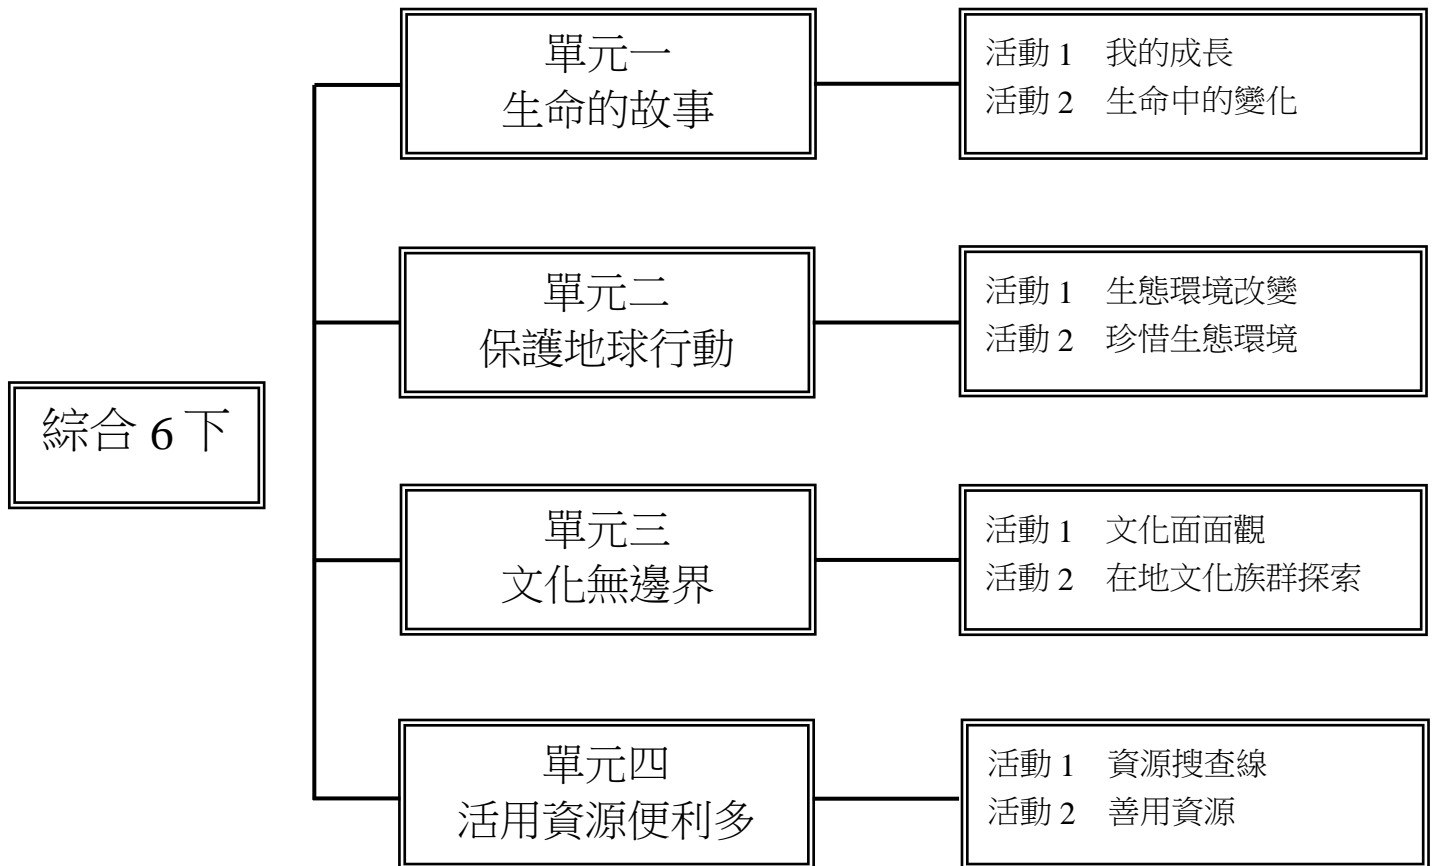 單元一
生命的故事
活動 1 我的成長
活動 2 生命中的變化
單元二
保護地球行動
活動 1 生態環境改變
活動 2 珍惜生態環境
綜合 6 下
單元三
文化無邊界
活動 1 文化面面觀
活動 2 在地文化族群探索
單元四
活用資源便利多
活動 1 資源搜查線
活動 2 善用資源